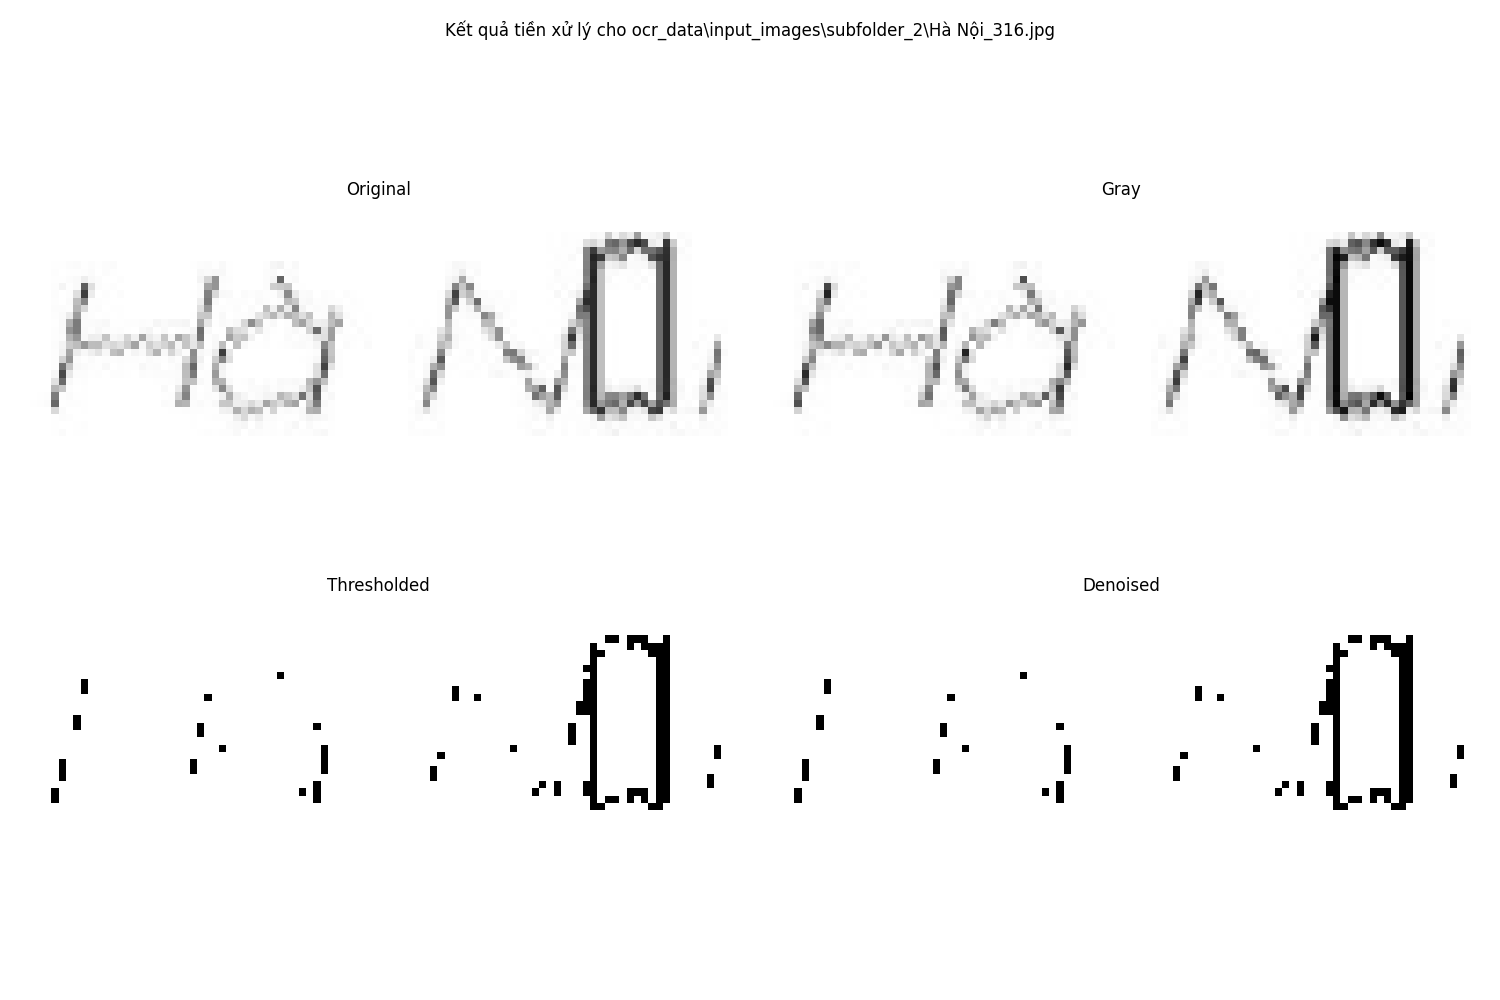 Kết quả tiền xử lý cho ocr_data\input_images\subfolder_2\Hà Nội_316.jpg
Original
Gray
Hà
Hà
Thresholded
Denoised